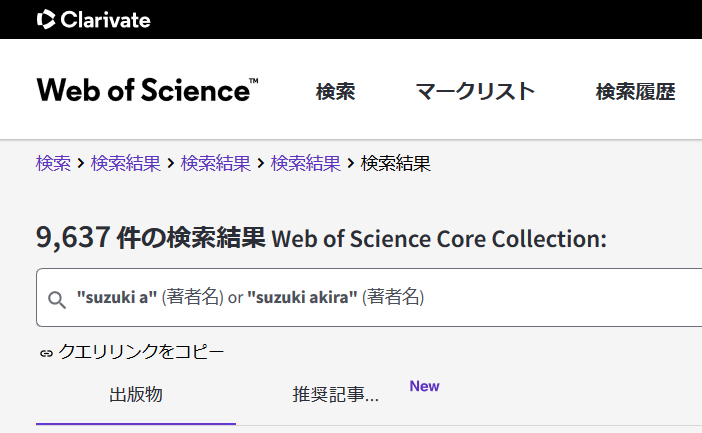 Clarivate
Web of Science™ 検索 マークリスト 検索履歴
検索 > 検索結果 > 検索結果 > 検索結果 > 検索結果
9,637 件の検索結果 Web of Science Core Collection:
"suzuki a" (著者名) or "suzuki akira" (著者名)
クエリリンクをコピー
出版物 推奨記事... New